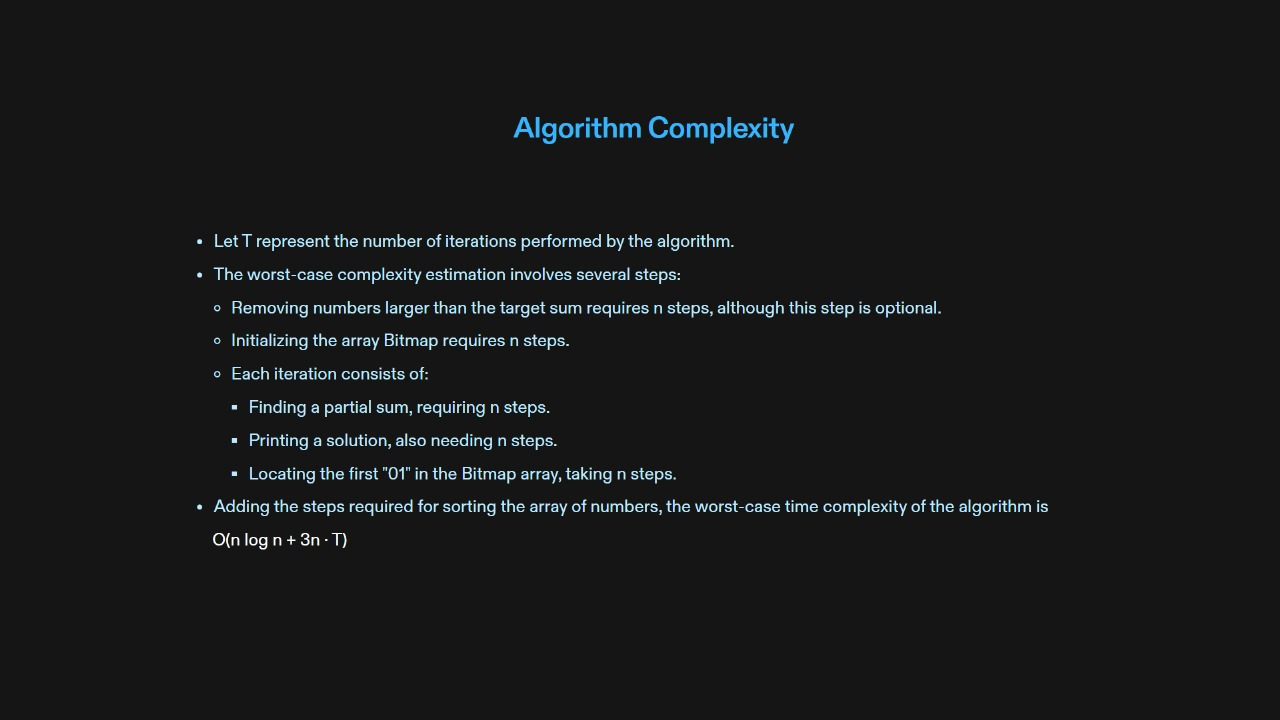 Algorithm Complexity
• Let T represent the number of iterations performed by the algorithm.
• The worst-case complexity estimation involves several steps:
◦ Removing numbers larger than the target sum requires n steps, although this step is optional.
◦ Initializing the array Bitmap requires n steps.
◦ Each iteration consists of:
▪ Finding a partial sum, requiring n steps.
▪ Printing a solution, also needing n steps.
▪ Locating the first "01" in the Bitmap array, taking n steps.
• Adding the steps required for sorting the array of numbers, the worst-case time complexity of the algorithm is
O(n log n + 3n · T)